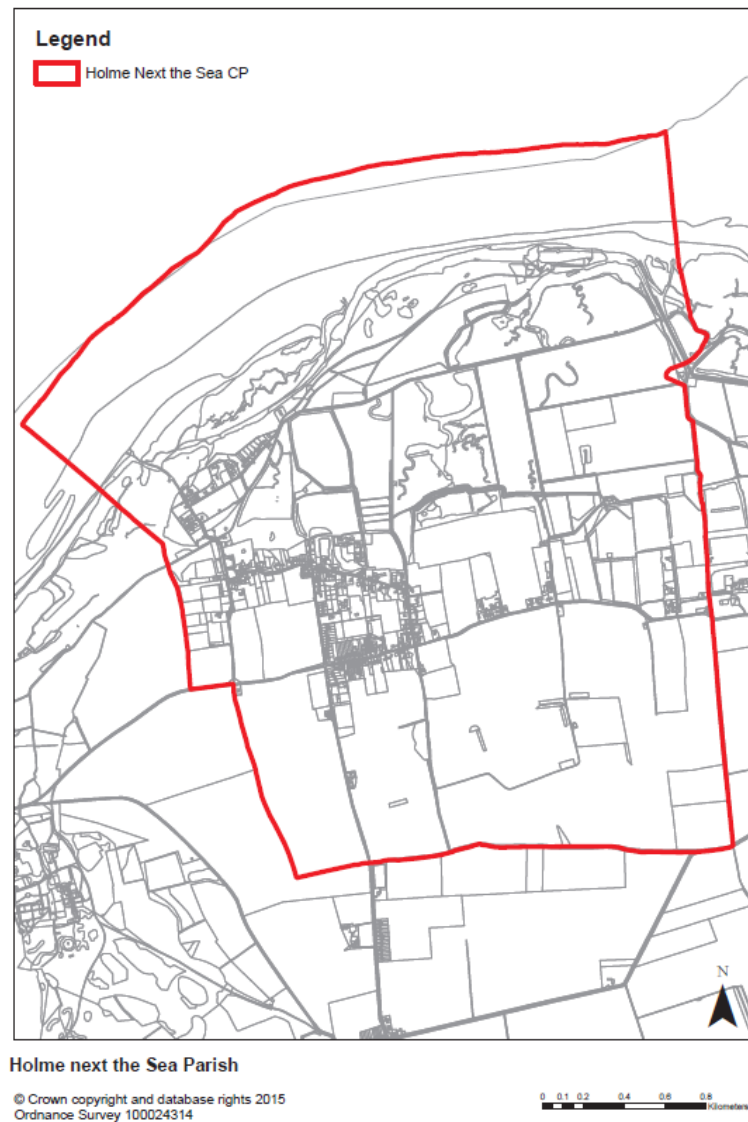 Legend
Holme Next the Sea CP
N
Holme next the Sea Parish
© Crown copyright and database rights 2015
Ordnance Survey 100024314
0 0.1 0.2 0.4 0.6 0.8
Kilometers